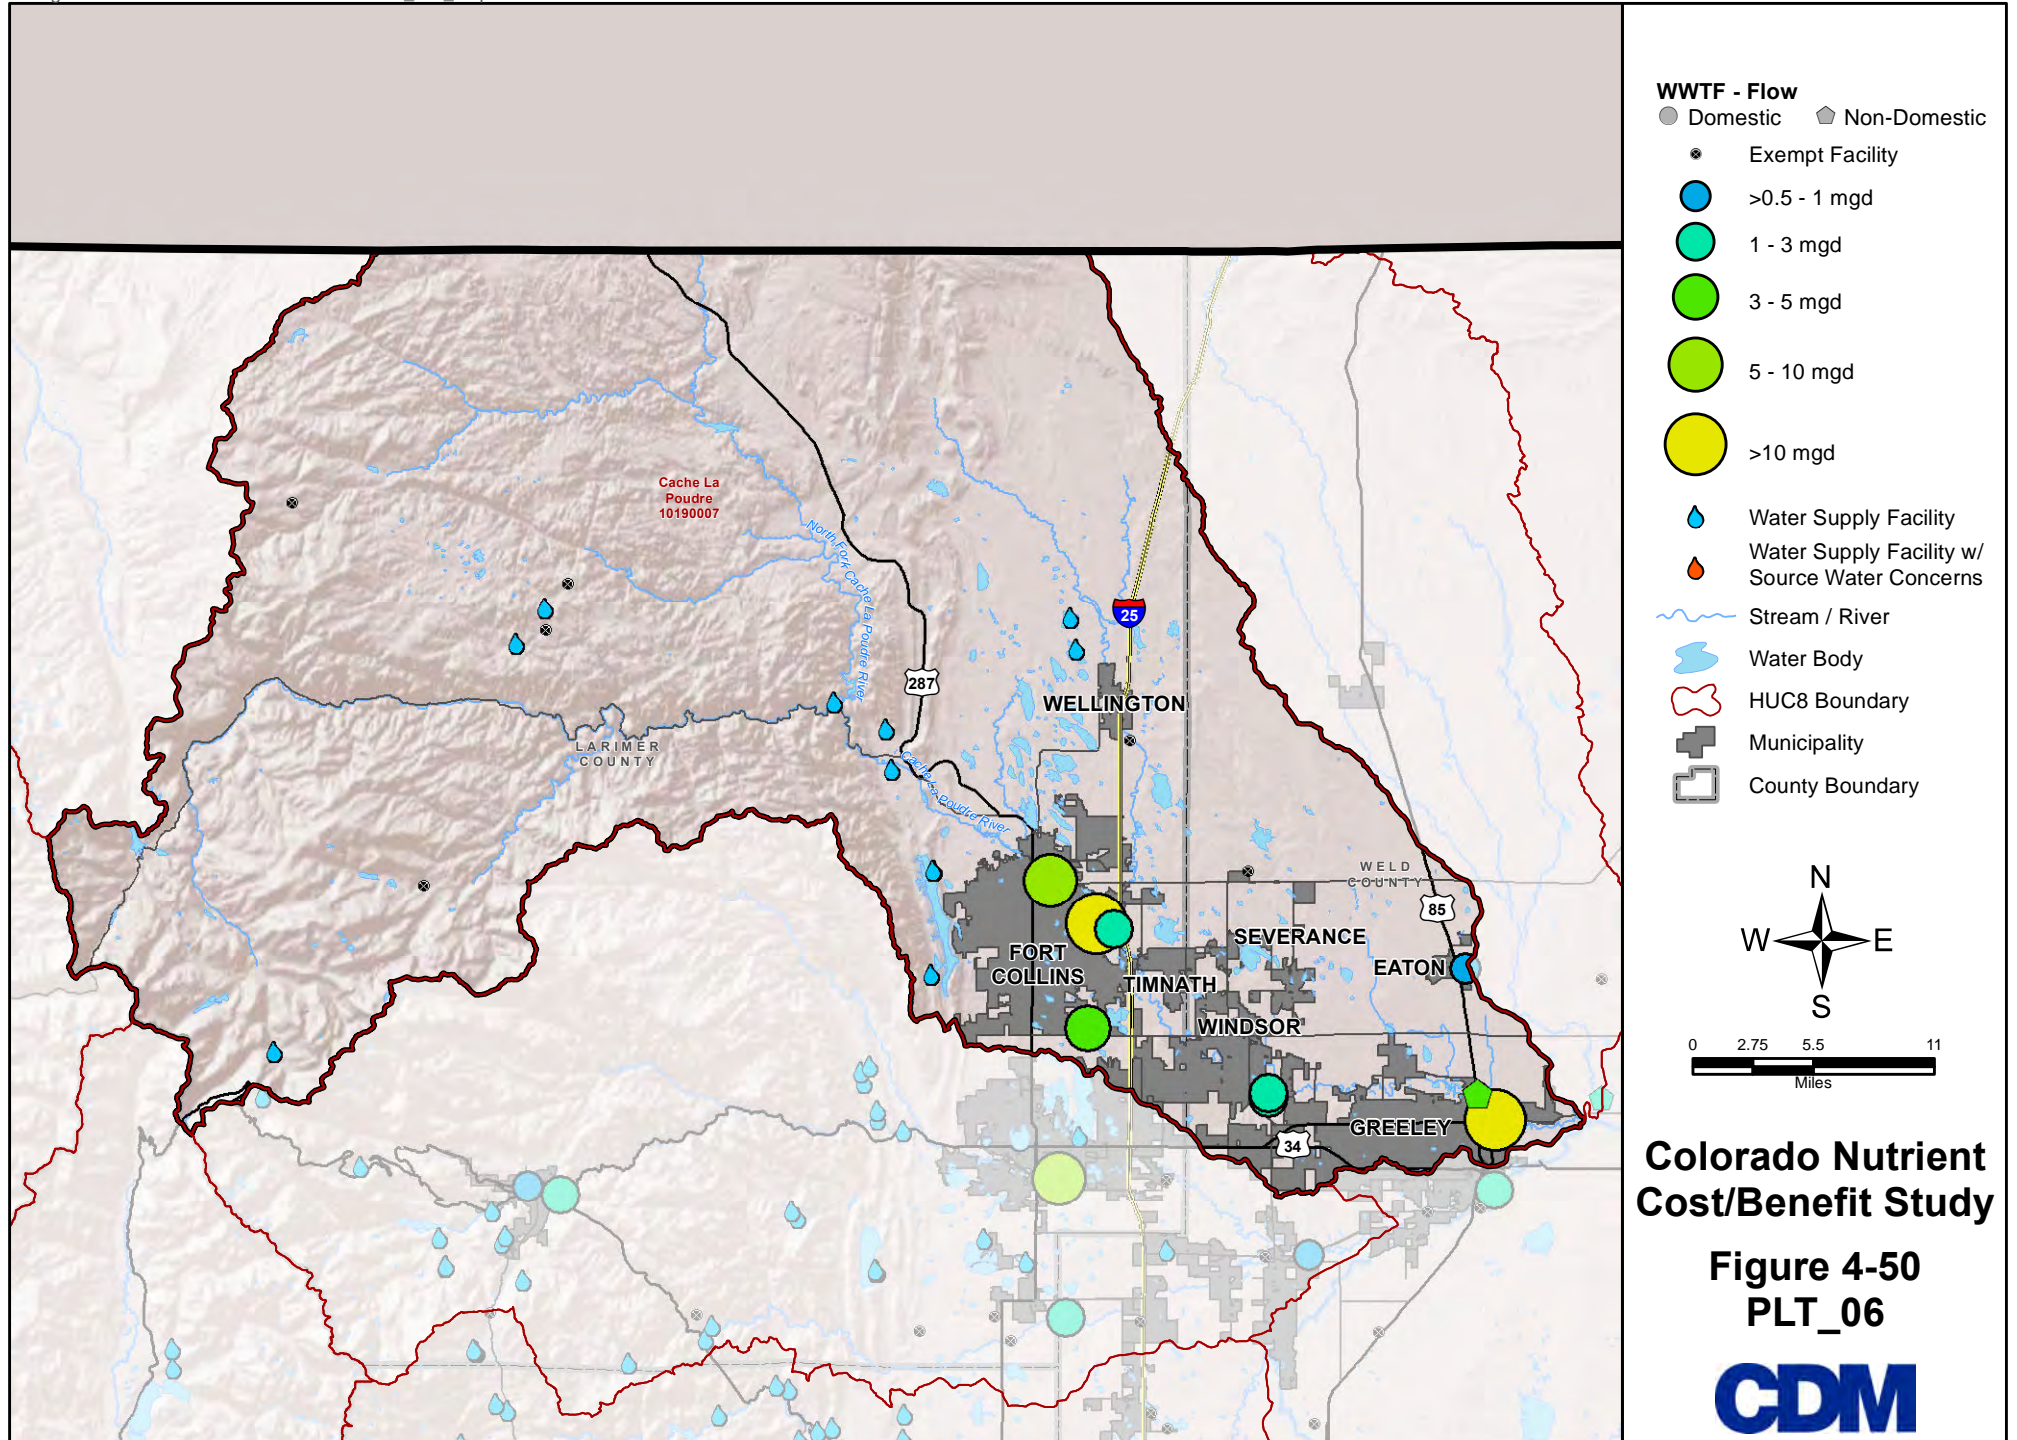 Cache La
Poudre
10190007
North Fork Cache La Poudre River
25
287
WELLINGTON
LARIMER
COUNTY
Cache La Poudre River
WELD
COUNTY
85
SEVERANCE
FORT
COLLINS
EATON
TIMNATH
WINDSOR
GREELEY
34
WWTF - Flow
Domestic
Non-Domestic
Exempt Facility
>0.5 - 1 mgd
1 - 3 mgd
3 - 5 mgd
5 - 10 mgd
>10 mgd
Water Supply Facility
Water Supply Facility w/
Source Water Concerns
Stream / River
Water Body
HUC8 Boundary
Municipality
County Boundary
N
W E
S
0 2.75 5.5 11
Miles
Colorado Nutrient
Cost/Benefit Study
Figure 4-50
PLT_06
CDM